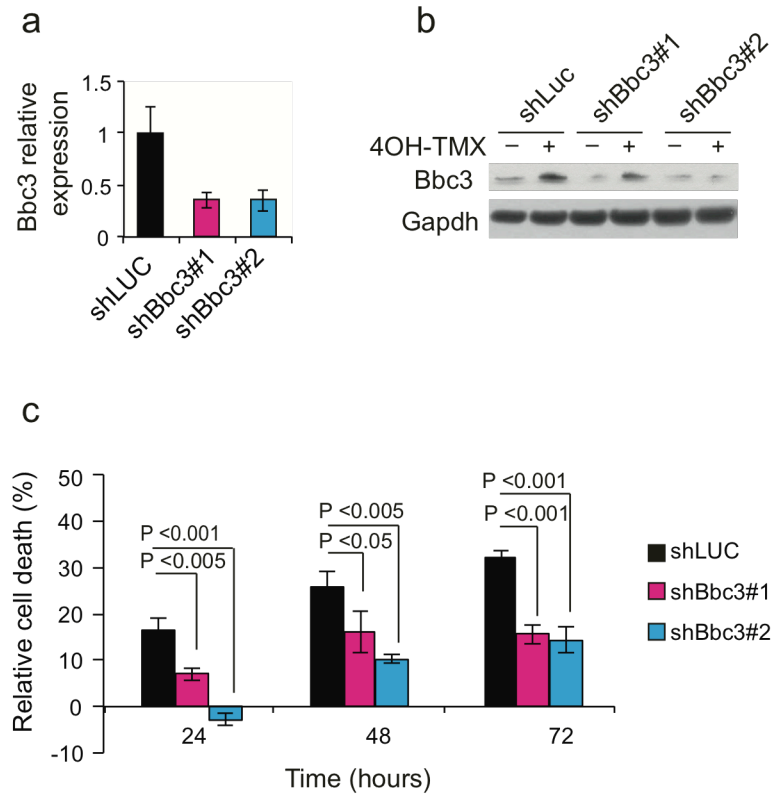 a
1.5
1
0.5
0
Bbc3 relative
expression
shLUC
shBbc3#1
shBbc3#2
b
shLuc
shBbc3#1
shBbc3#2
4OH-TMX – + – + – +
Bbc3
Gapdh
c
50
40
30
20
10
0
-10
Relative cell death (%)
P <0.001
P <0.005
P <0.005
P <0.05
P <0.001
P <0.001
24
48
72
Time (hours)
shLUC
shBbc3#1
shBbc3#2